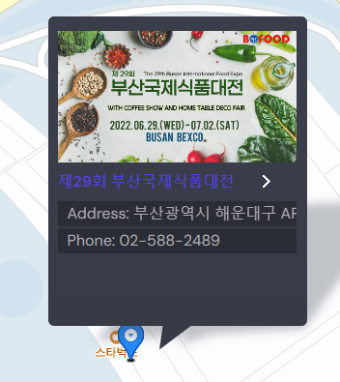 BOFOOD
제 29회 The 29th Busan International Food Expo
부산국제식품대전
WITH COFFEE SHOW AND HOME TABLE DECO FAIR
2022.06.29.(WED)-07.02.(SAT)
BUSAN BEXCO.
제29회 부산국제식품대전
Address: 부산광역시 해운대구 AP
Phone: 02-588-2489
스타벅스